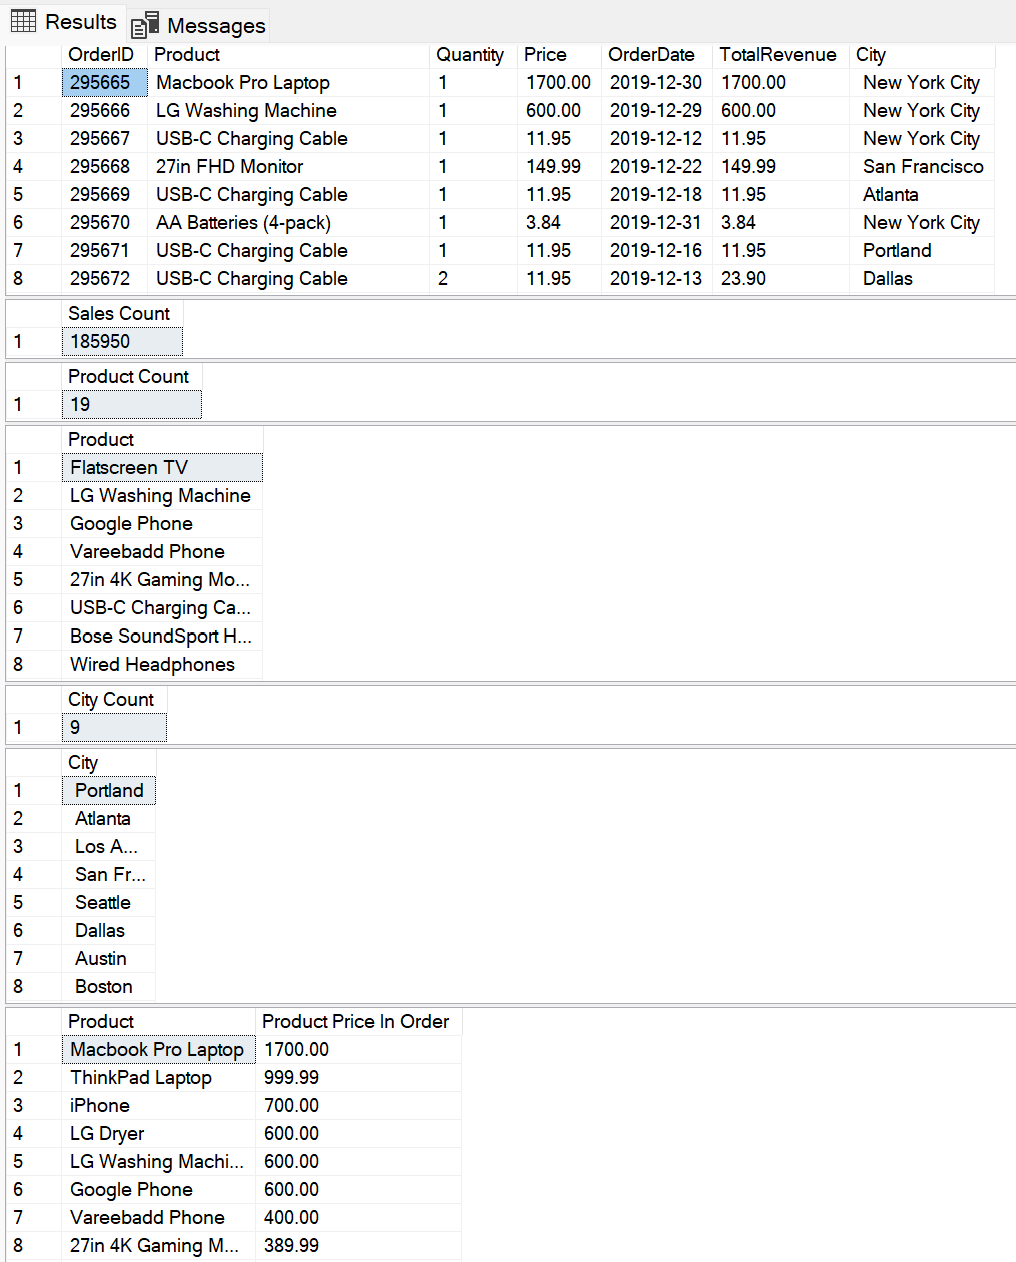 Results Messages
OrderID Product Quantity Price OrderDate TotalRevenue City
1 295665 Macbook Pro Laptop 1 1700.00 2019-12-30 1700.00 New York City
2 295666 LG Washing Machine 1 600.00 2019-12-29 600.00 New York City
3 295667 USB-C Charging Cable 1 11.95 2019-12-12 11.95 New York City
4 295668 27in FHD Monitor 1 149.99 2019-12-22 149.99 San Francisco
5 295669 USB-C Charging Cable 1 11.95 2019-12-18 11.95 Atlanta
6 295670 AA Batteries (4-pack) 1 3.84 2019-12-31 3.84 New York City
7 295671 USB-C Charging Cable 1 11.95 2019-12-16 11.95 Portland
8 295672 USB-C Charging Cable 2 11.95 2019-12-13 23.90 Dallas
Sales Count
1 185950
Product Count
1 19
Product
1 Flatscreen TV
2 LG Washing Machine
3 Google Phone
4 Vareebadd Phone
5 27in 4K Gaming Mo...
6 USB-C Charging Ca...
7 Bose SoundSport H...
8 Wired Headphones
City Count
1 9
City
1 Portland
2 Atlanta
3 Los A...
4 San Fr...
5 Seattle
6 Dallas
7 Austin
8 Boston
Product Product Price In Order
1 Macbook Pro Laptop 1700.00
2 ThinkPad Laptop 999.99
3 iPhone 700.00
4 LG Dryer 600.00
5 LG Washing Machi... 600.00
6 Google Phone 600.00
7 Vareebadd Phone 400.00
8 27in 4K Gaming M... 389.99